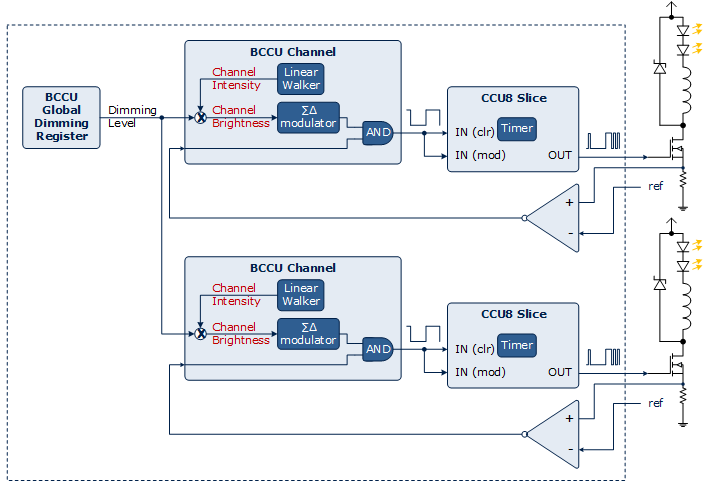 BCCU
Global
Dimming
Register
Dimming
Level
BCCU Channel
Channel
Intensity
Linear
Walker
Channel
Brightness
ΣΔ
modulator
AND
CCU8 Slice
IN (clr)
Timer
IN (mod)
OUT
+
-
ref
BCCU Channel
Channel
Intensity
Linear
Walker
Channel
Brightness
ΣΔ
modulator
AND
CCU8 Slice
IN (clr)
Timer
IN (mod)
OUT
+
-
ref